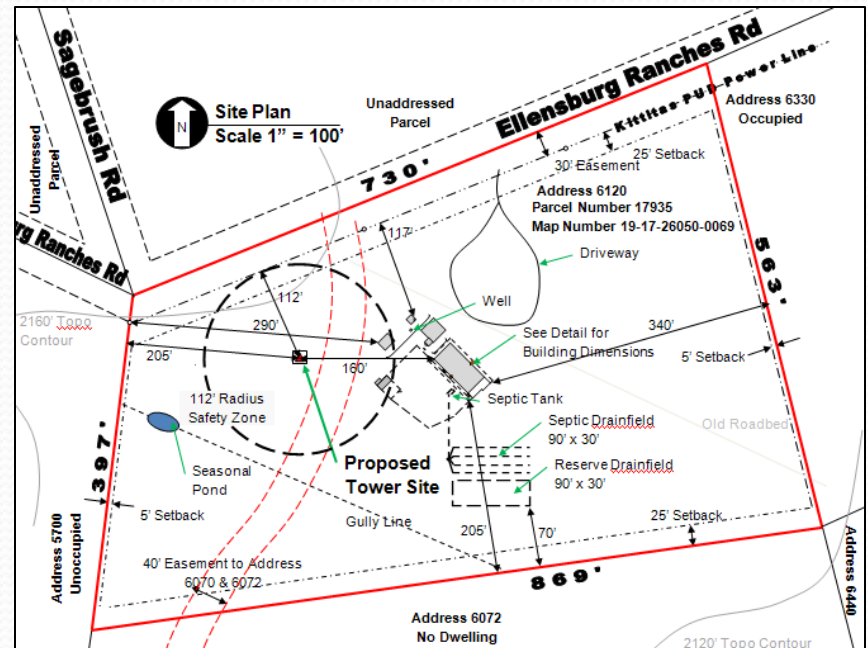 Sagebrush Rd
Unaddressed
Parcel
urg Ranches Rd
N
Site Plan
Scale 1” = 100’
Unaddressed
Parcel
Ellensburg Ranches Rd
Kittitas PUD Power Line
Address 6330
Occupied
730'
30’ Easement
25’ Setback
Address 6120
Parcel Number 17935
Map Number 19-17-26050-0069
Driveway
563'
117’
112’
Well
2160’ Topo
Contour
290’
205’
160’
340’
See Detail for
Building Dimensions
5’ Setback
Septic Tank
112’ Radius
Safety Zone
Septic Drainfield
90’ x 30’
Old Roadbed
Reserve Drainfield
90’ x 30’
Proposed
Tower Site
Seasonal
Pond
397'
5’ Setback
Gully Line
205’
70’
25’ Setback
Address 5700
Unoccupied
40’ Easement to Address
6070 & 6072
869'
Address 6440
Address 6072
No Dwelling
2120’ Topo Contour